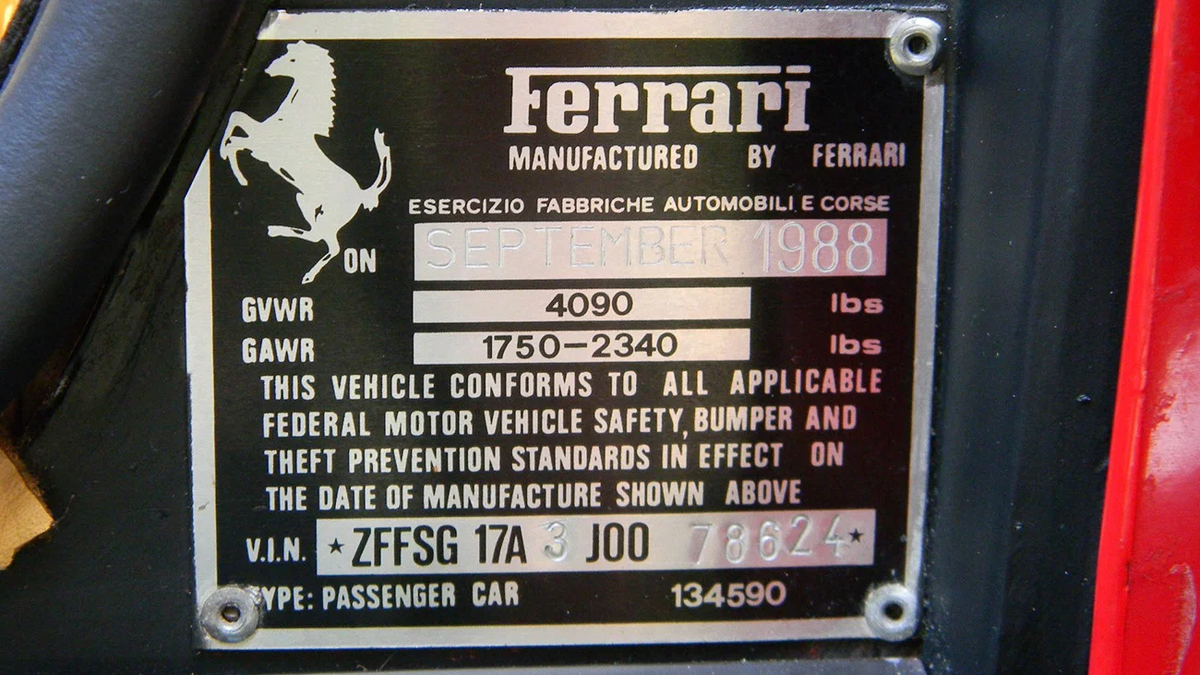 Ferrari
MANUFACTURED BY FERRARI
ESERCIZIO FABBRICHE AUTOMOBILI E CORSE
ON SEPTEMBER 1988
GVWR 4090 lbs
GAWR 1750-2340 lbs
THIS VEHICLE CONFORMS TO ALL APPLICABLE
FEDERAL MOTOR VEHICLE SAFETY, BUMPER AND
THEFT PREVENTION STANDARDS IN EFFECT ON
THE DATE OF MANUFACTURE SHOWN ABOVE
V.I.N. ★ZFFSG 17A 3 J00 78624★
TYPE: PASSENGER CAR 134590